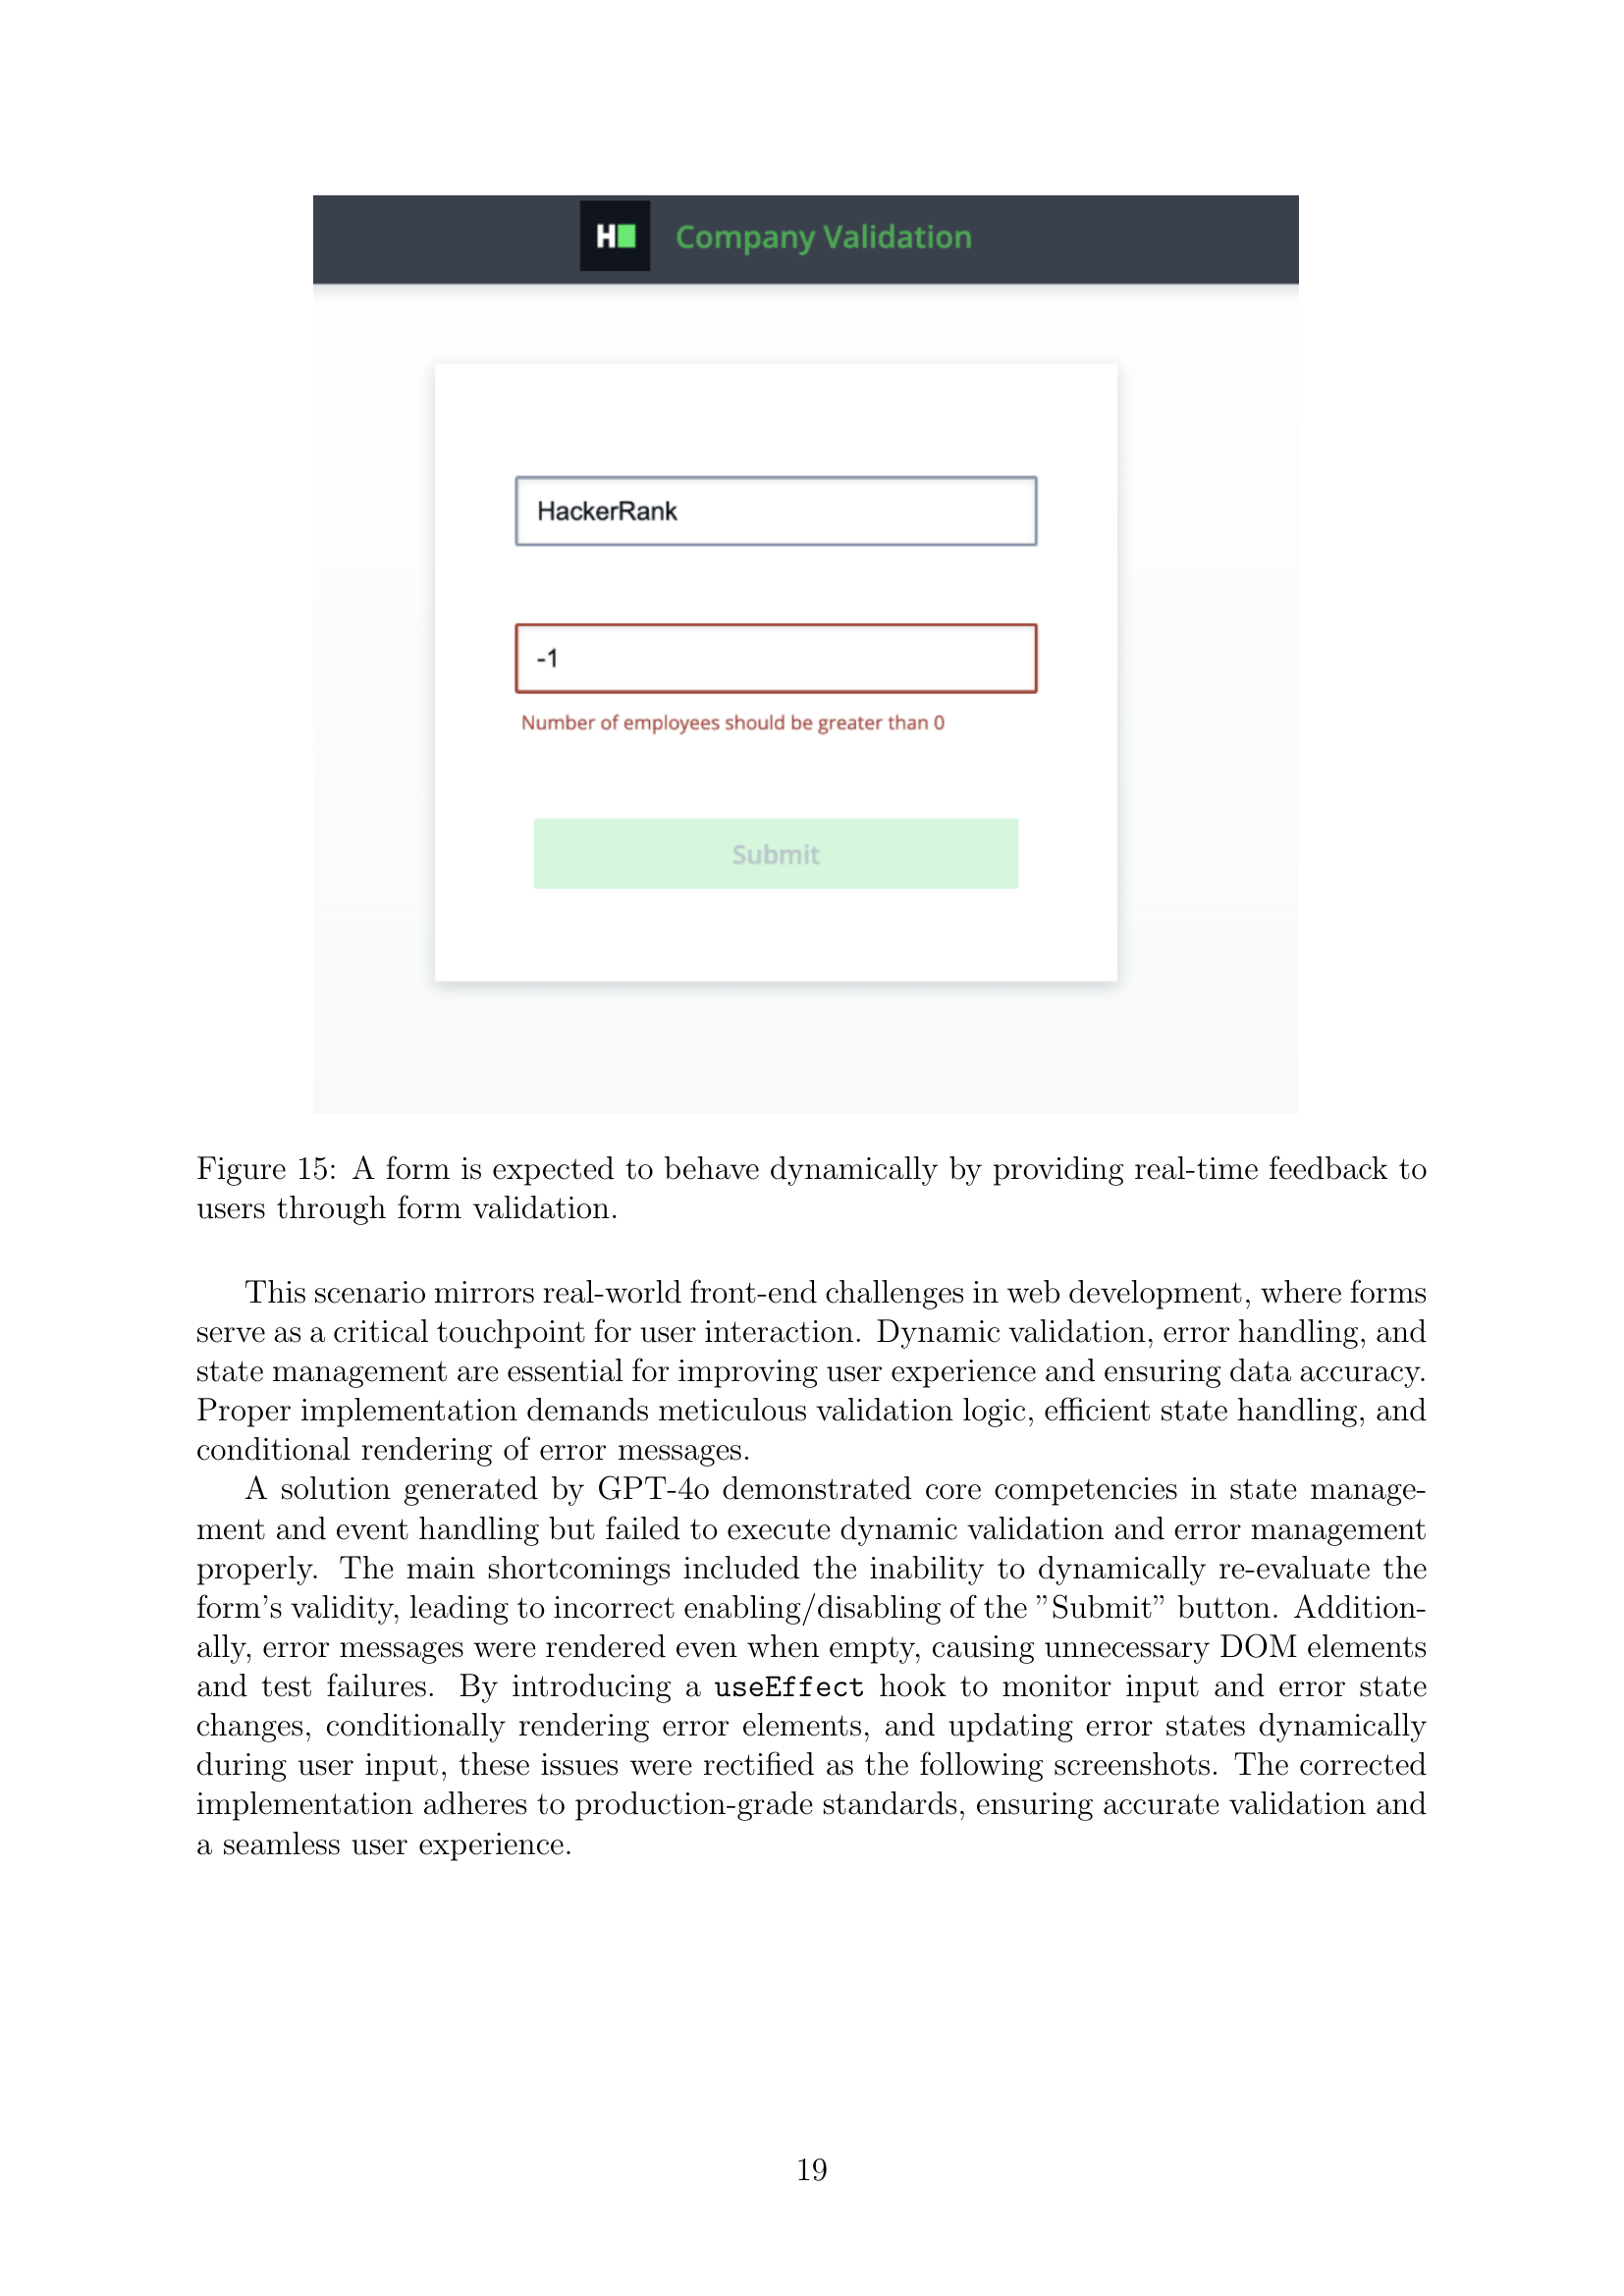 H
Company Validation
HackerRank
-1
Number of employees should be greater than 0
Submit
Figure 15: A form is expected to behave dynamically by providing real-time feedback to
users through form validation.
This scenario mirrors real-world front-end challenges in web development, where forms
serve as a critical touchpoint for user interaction. Dynamic validation, error handling, and
state management are essential for improving user experience and ensuring data accuracy.
Proper implementation demands meticulous validation logic, efficient state handling, and
conditional rendering of error messages.
A solution generated by GPT-4o demonstrated core competencies in state manage-
ment and event handling but failed to execute dynamic validation and error management
properly. The main shortcomings included the inability to dynamically re-evaluate the
form's validity, leading to incorrect enabling/disabling of the ”Submit” button. Addition-
ally, error messages were rendered even when empty, causing unnecessary DOM elements
and test failures. By introducing a useEffect hook to monitor input and error state
changes, conditionally rendering error elements, and updating error states dynamically
during user input, these issues were rectified as the following screenshots. The corrected
implementation adheres to production-grade standards, ensuring accurate validation and
a seamless user experience.
19